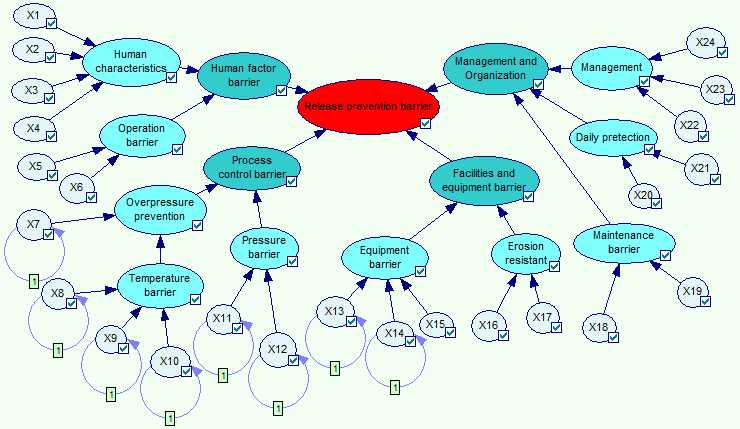 X1
X2
X3
X4
Human
characteristics
Human factor
barrier
Operation
barrier
X5
X6
Release prevention barrier
Management and
Organization
Management
X24
X23
X22
Daily pretection
X21
X20
Process
control barrier
Facilities and
equipment barrier
Overpressure
prevention
X7
1
Pressure
barrier
Equipment
barrier
Erosion
resistant
Maintenance
barrier
Temperature
barrier
X8
1
X9
1
X10
1
X11
1
X12
1
X13
1
X14
1
X15
X16
X17
X18
X19